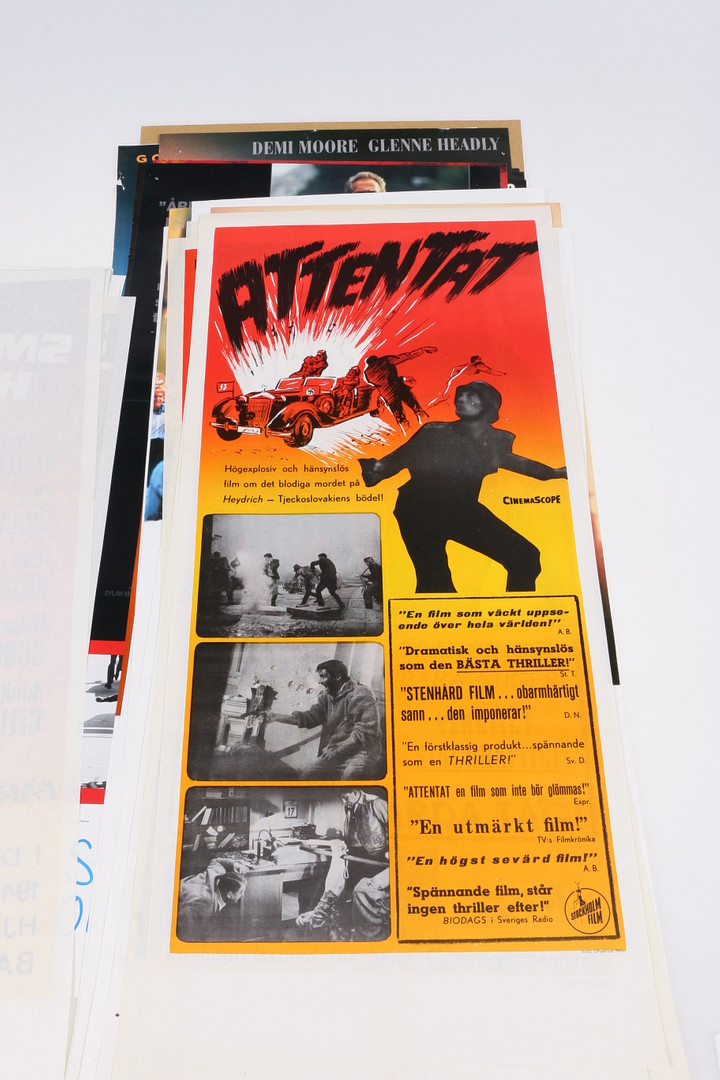 DEMI MOORE GLENNE HEADLY
ATTENTAT
Högexplosiv och hänsynslös
film om det blodiga mordet på
Heydrich — Tjeckoslovakiens bödel!
CINEMASCOPE
"En film som väckt uppse-
ende över hela världen!"
A.B.
"Dramatisk och hänsynslös
som den BÄSTA THRILLER!"
St. T.
"STENHÅRD FILM ... obarmhärtigt
sann ... den imponerar!"
D.N.
"En förstklassig produkt...spännande
som en THRILLER!"
Sv. D.
"ATTENTAT en film som inte bör glömmas!"
Expr.
"En utmärkt film!"
TV:s Filmkrönika
"En högst sevärd film!"
A.B.
"Spännande film, står
ingen thriller efter!"
BIODAGS i Sveriges Radio
STOCKHOLM
FILM
17